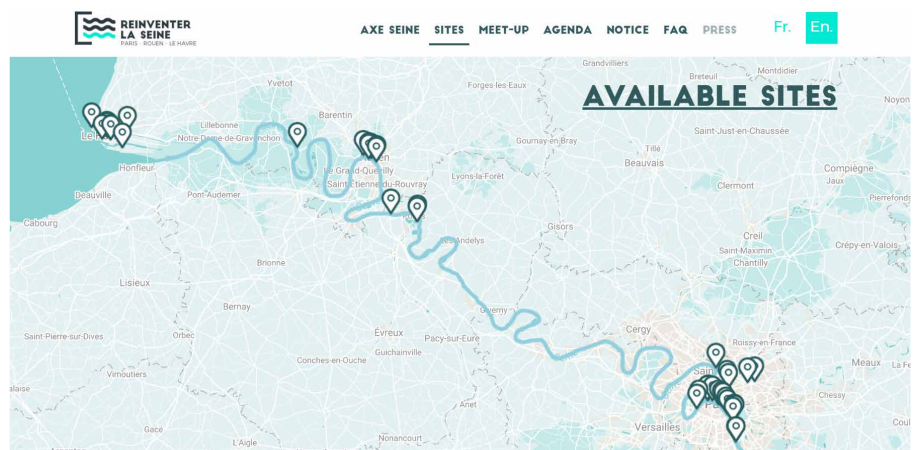 REINVENTER
LA SEINE
PARIS · ROUEN · LE HAVRE
AXE SEINE SITES MEET-UP AGENDA NOTICE FAQ PRESS Fr. En.
AVAILABLE SITES
Grandvilliers
Breteuil
Montdidier
Noyon
Yvetot
Forges-les-Eaux
Barentin
Lillebonne
Notre-Dame-de-Gravenchon
Saint-Just-en-Chaussée
Gournay-en-Bray
Tillé
Beauvais
Compiègne
Honfleur
Le Grand-Quevilly
Saint-Étienne-du-Rouvray
Lyons-la-Forêt
Clermont
Jaux
Pierrefonds
Deauville
Pont-Audemer
Cabourg
Gisors
Creil
Les Andelys
Crépy-en-Valois
Saint-Maximin
Chantilly
Brionne
Lisieux
Bernay
Giverny
Cergy
Saint-Pierre-sur-Dives
Orbec
Évreux
Pacy-sur-Eure
Roissy-en-France
Guichainville
Conches-en-Ouche
Meaux
Vimoutiers
Chessy
Anet
Gacé
Versailles
L'Aigle
Nonancourt